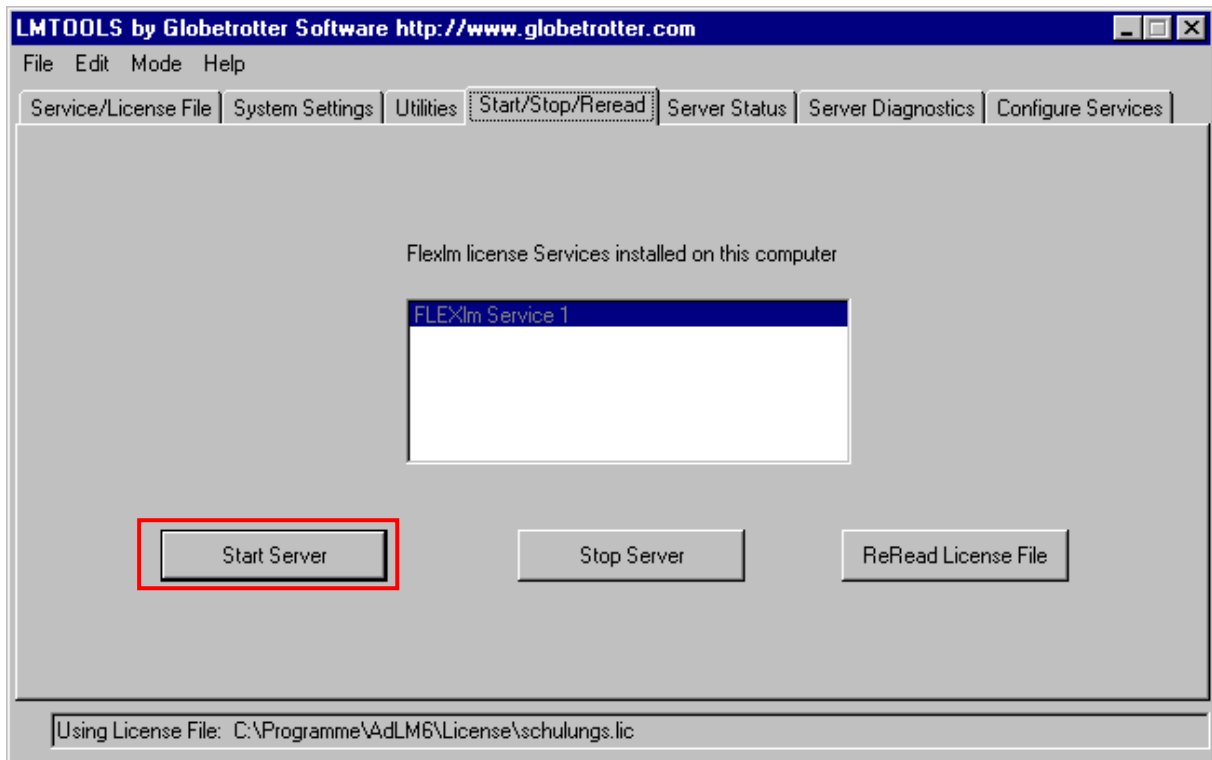 LMTOOLS by Globetrotter Software http://www.globetrotter.com
File Edit Mode Help
Service/License File System Settings Utilities Start/Stop/Reread Server Status Server Diagnostics Configure Services
Flexlm license Services installed on this computer
FLEXlm Service 1
Start Server Stop Server ReRead License File
Using License File: C:\Programme\AdLM6\License\schulungs.lic